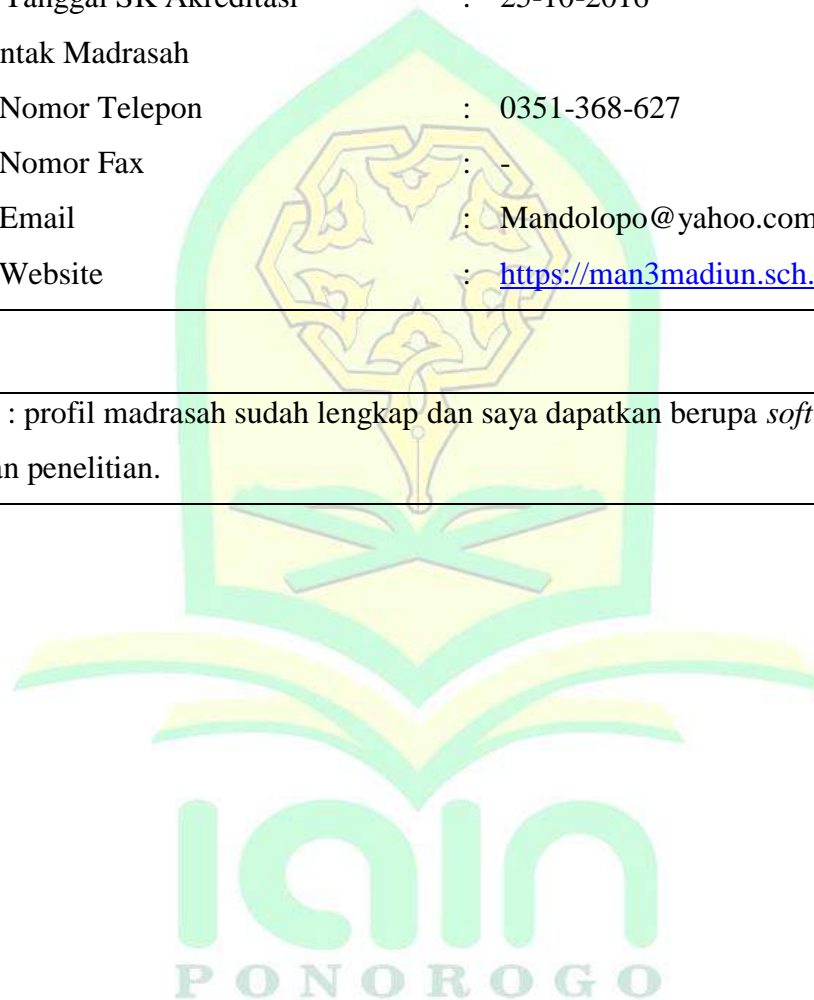 Tanggal SK Akreditasi : 25-10-2016
ntak Madrasah
Nomor Telepon : 0351-368-627
Nomor Fax : -
Email : Mandolopo@yahoo.com
Website : https://man3madiun.sch.
: profil madrasah sudah lengkap dan saya dapatkan berupa soft
an penelitian.
iain
PONOROGO